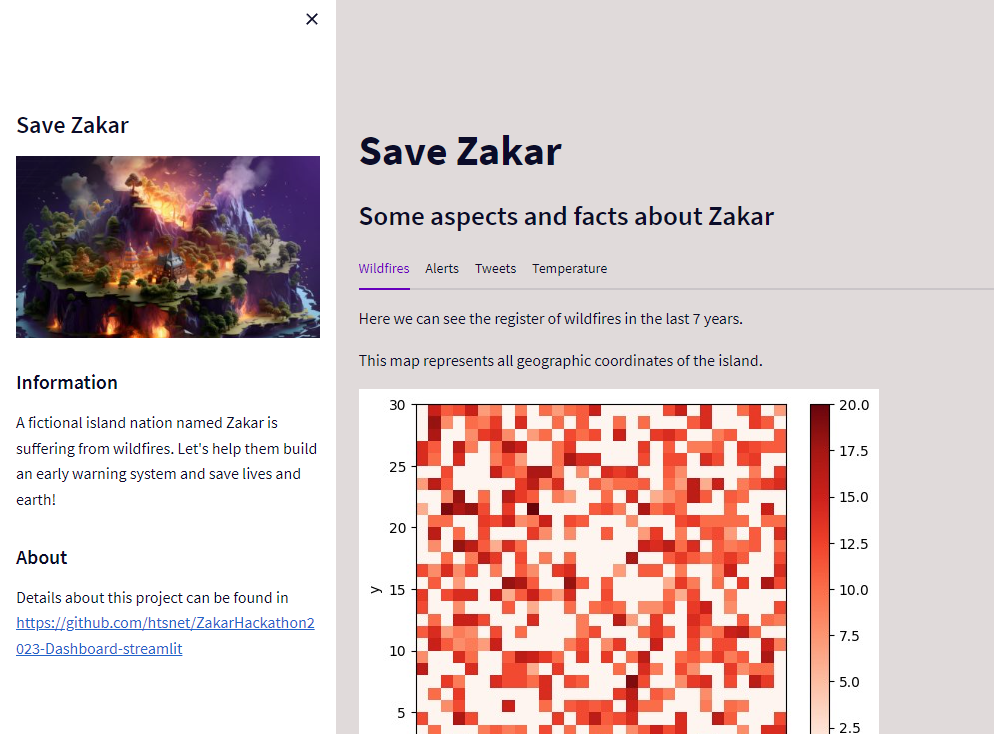 ✕
Save Zakar
Information
A fictional island nation named Zakar is
suffering from wildfires. Let's help them build
an early warning system and save lives and
earth!
About
Details about this project can be found in
https://github.com/htsnet/ZakarHackathon2
023-Dashboard-streamlit
Save Zakar
Some aspects and facts about Zakar
Wildfires Alerts Tweets Temperature
Here we can see the register of wildfires in the last 7 years.
This map represents all geographic coordinates of the island.
30
25
20
15
10
5
y
20.0
17.5
15.0
12.5
10.0
7.5
5.0
2.5